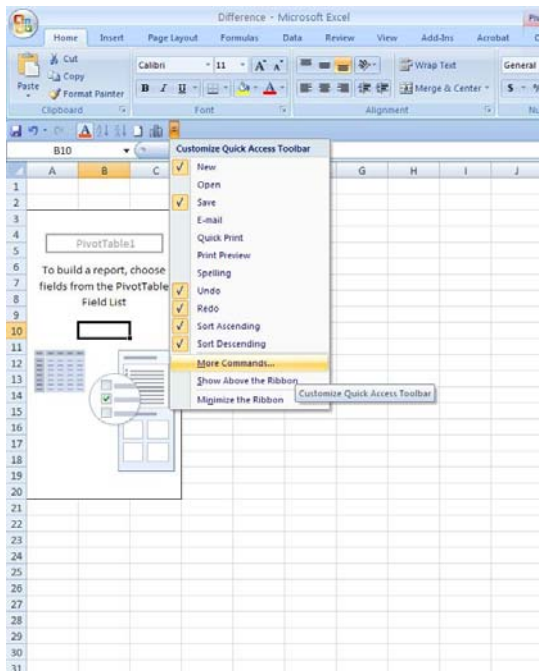 Difference - Microsoft Excel
Home Insert Page Layout Formulas Data Review View Add-Ins Acrobat
Paste
Cut
Copy
Format Painter
Clipboard
Calibri 11
B I U
Font
Alignment
Wrap Text
Merge & Center
General
$ %
B10
Customize Quick Access Toolbar
New
Open
Save
E-mail
Quick Print
Print Preview
Spelling
Undo
Redo
Sort Ascending
Sort Descending
More Commands...
Show Above the Ribbon
Minimize the Ribbon
Customize Quick Access Toolbar
A B C G H I J
1
2
3
4
5
6
7
8
9
10
11
12
13
14
15
16
17
18
19
20
21
22
23
24
25
26
27
28
29
30
31
PivotTable1
To build a report, choose
fields from the PivotTable
Field List